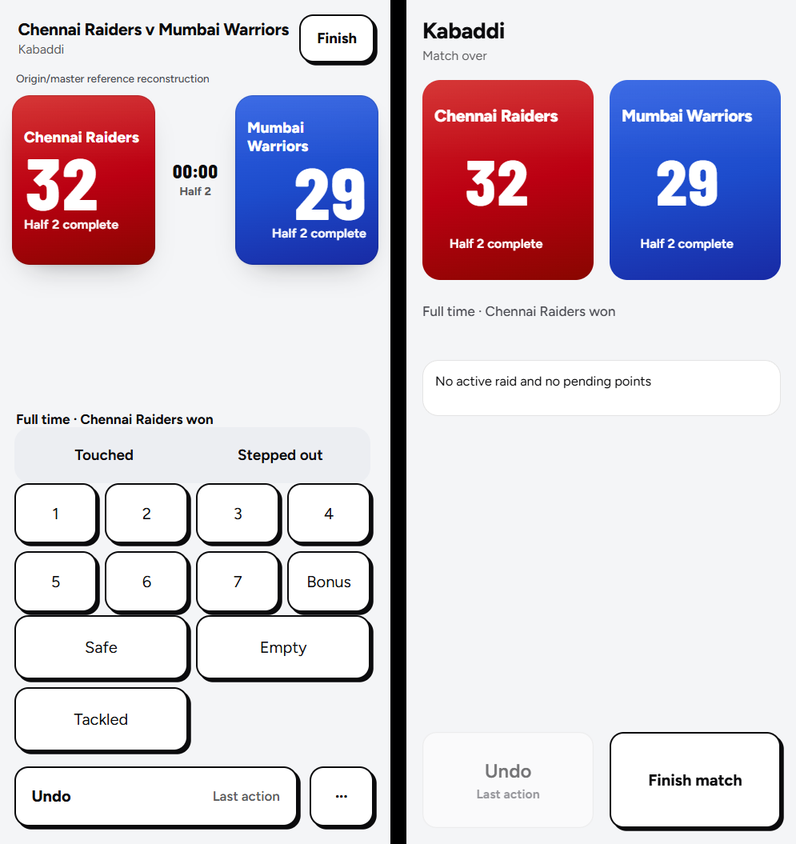 Chennai Raiders v Mumbai Warriors
Kabaddi
Finish
Origin/master reference reconstruction
Chennai Raiders
32
Half 2 complete
00:00
Half 2
Mumbai
Warriors
29
Half 2 complete
Full time · Chennai Raiders won
Touched
Stepped out
1
2
3
4
5
6
7
Bonus
Safe
Empty
Tackled
Undo
Last action
...
Kabaddi
Match over
Chennai Raiders
32
Half 2 complete
Mumbai Warriors
29
Half 2 complete
Full time · Chennai Raiders won
No active raid and no pending points
Undo
Last action
Finish match